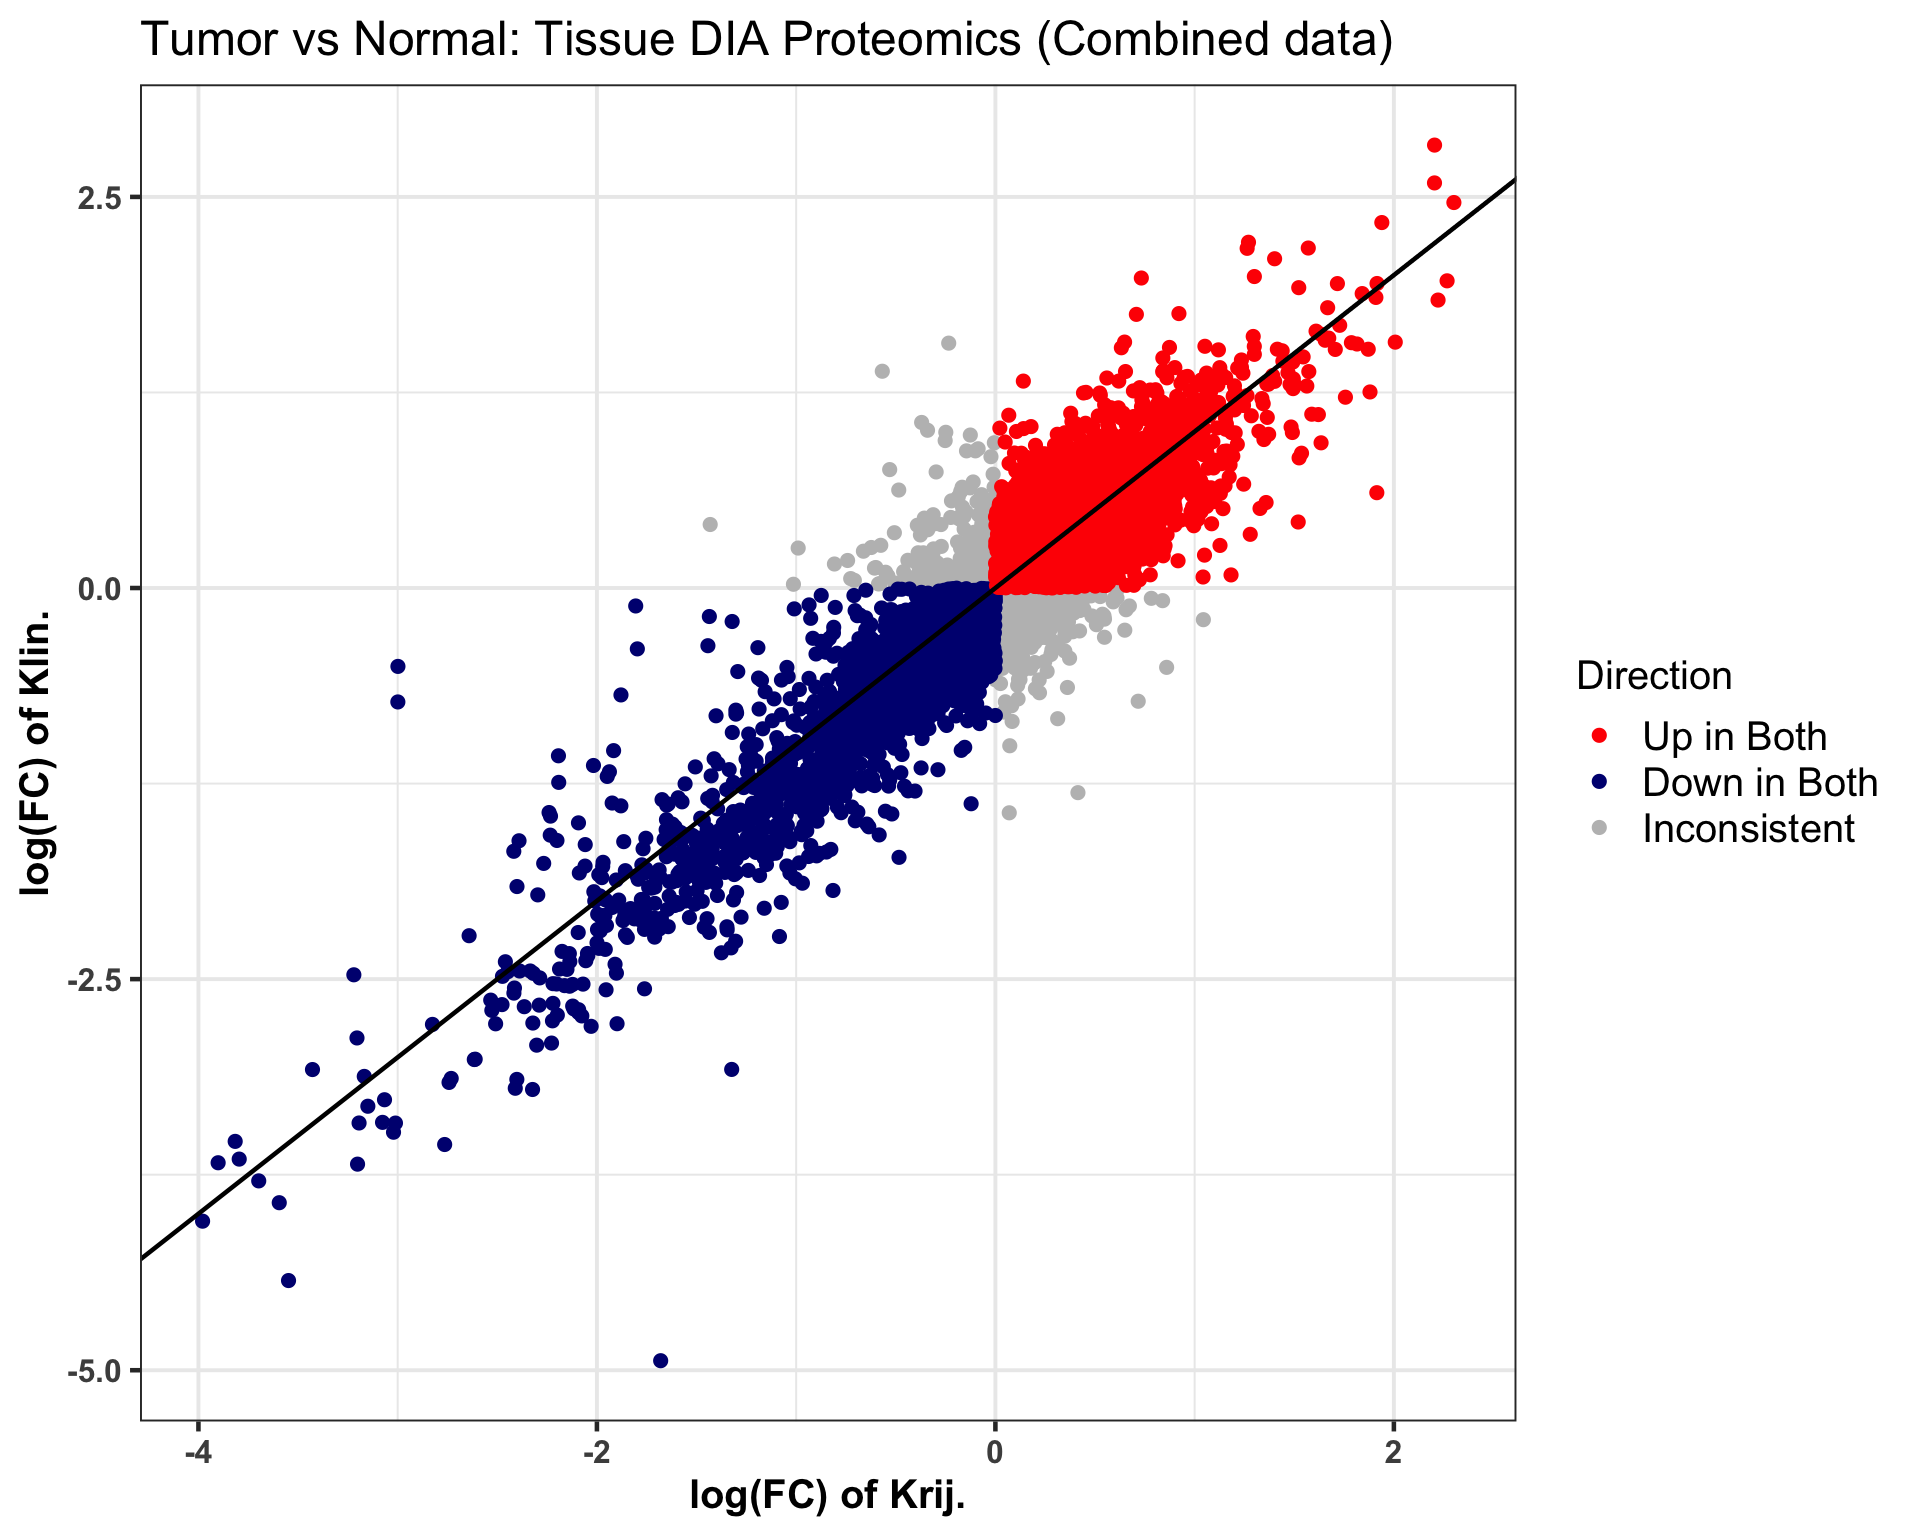 Tumor vs Normal: Tissue DIA Proteomics (Combined data)
2.5
0.0
-2.5
-5.0
log(FC) of Klin.
-4
-2
0
2
log(FC) of Krij.
Direction
Up in Both
Down in Both
Inconsistent